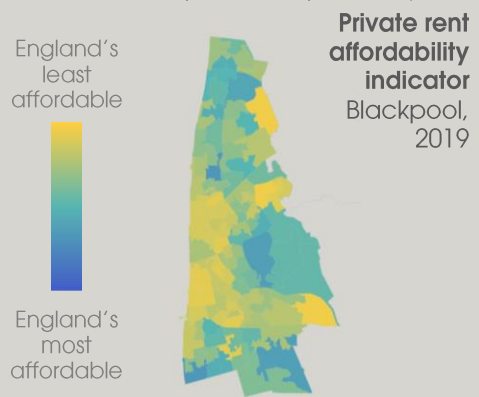 Private rent
affordability
indicator
Blackpool,
2019
England's
least
affordable
England's
most
affordable